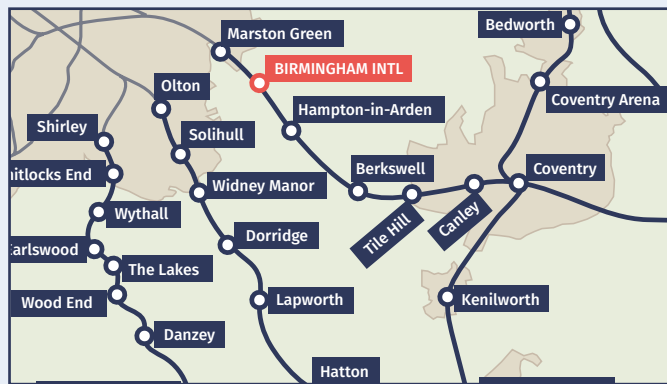 Bedworth
Marston Green
BIRMINGHAM INTL
Olton
Coventry Arena
Hampton-in-Arden
Shirley
Solihull
Berkswell
Coventry
hitlocks End
Widney Manor
Wythall
Tile Hill
Canley
Dorridge
Earlswood
The Lakes
Wood End
Lapworth
Kenilworth
Danzey
Hatton